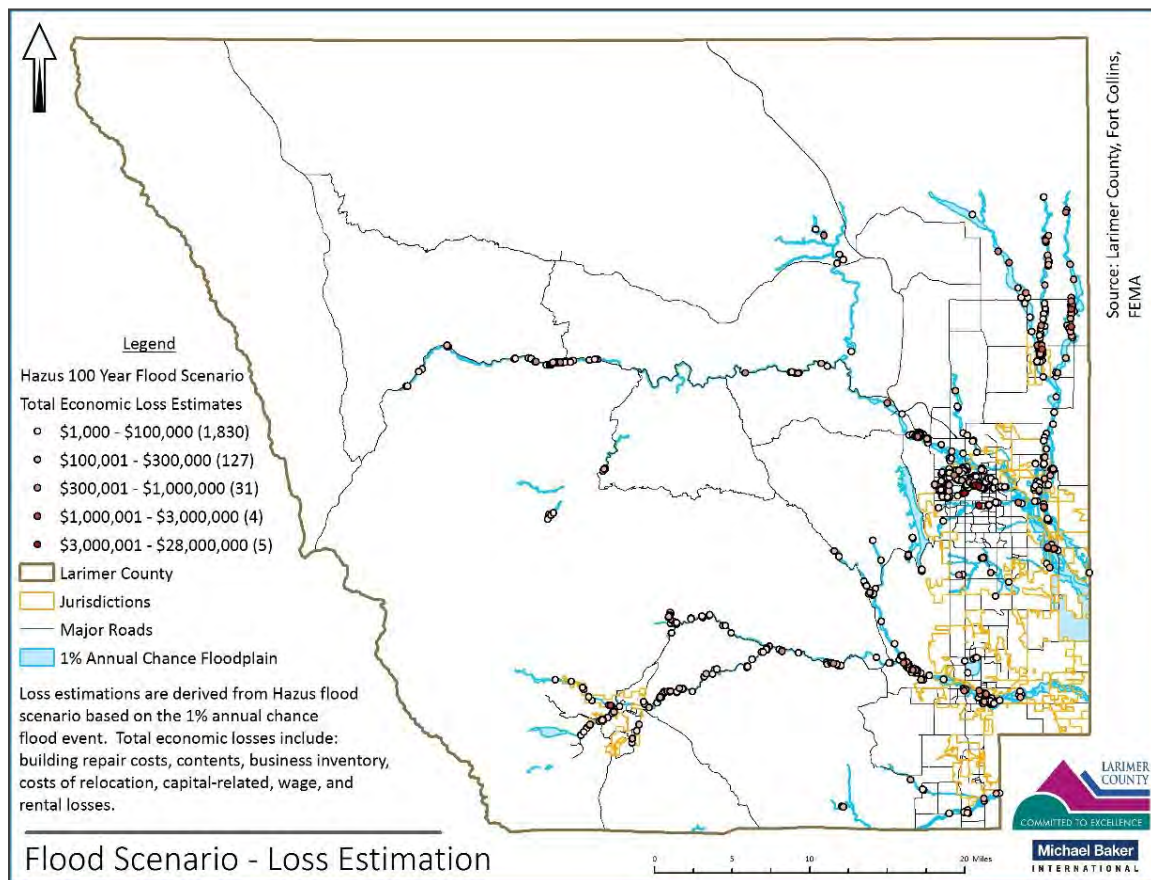 Source: Larimer County, Fort Collins,
FEMA
Legend
Hazus 100 Year Flood Scenario
Total Economic Loss Estimates
$1,000 - $100,000 (1,830)
$100,001 - $300,000 (127)
$300,001 - $1,000,000 (31)
$1,000,001 - $3,000,000 (4)
$3,000,001 - $28,000,000 (5)
Larimer County
Jurisdictions
Major Roads
1% Annual Chance Floodplain
Loss estimations are derived from Hazus flood
scenario based on the 1% annual chance
flood event. Total economic losses include:
building repair costs, contents, business inventory,
costs of relocation, capital-related, wage, and
rental losses.
Flood Scenario - Loss Estimation
0 5 10 20 Miles
LARIMER
COUNTY
COMMITTED TO EXCELLENCE
Michael Baker
INTERNATIONAL